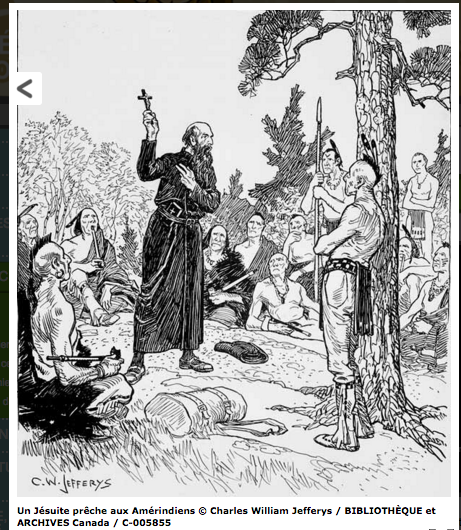 C.W. JEFFERYS
Un Jésuite prêche aux Amérindiens © Charles William Jefferys / BIBLIOTHÈQUE et
ARCHIVES Canada / C-005855